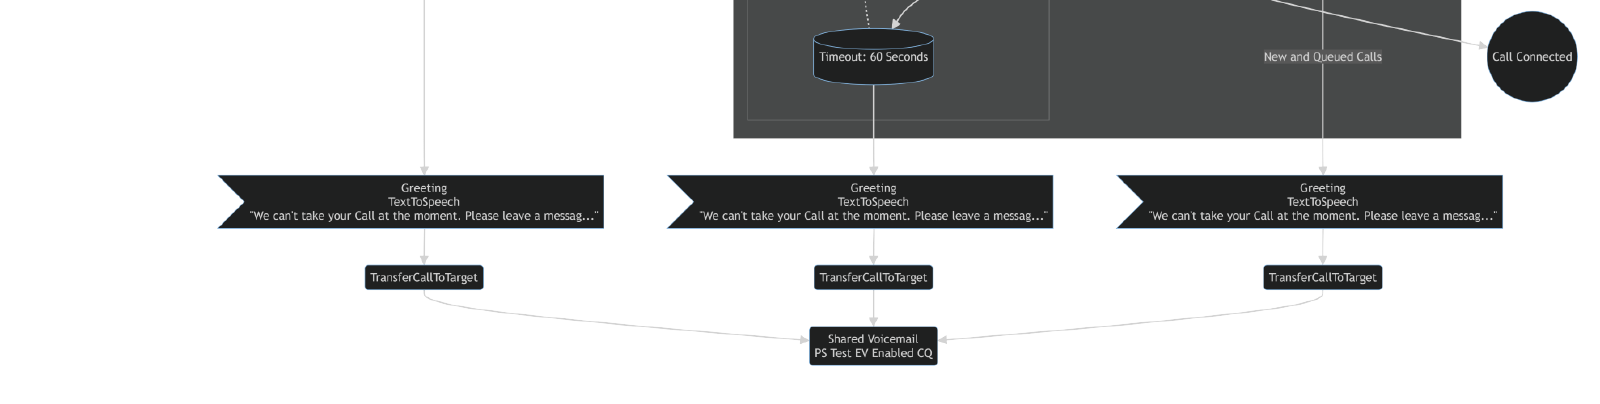 Timeout: 60 Seconds
New and Queued Calls
Call Connected
Greeting
TextToSpeech
"We can't take your Call at the moment. Please leave a messag..."
Greeting
TextToSpeech
"We can't take your Call at the moment. Please leave a messag..."
Greeting
TextToSpeech
"We can't take your Call at the moment. Please leave a messag..."
TransferCallToTarget
TransferCallToTarget
TransferCallToTarget
Shared Voicemail
PS Test EV Enabled CQ